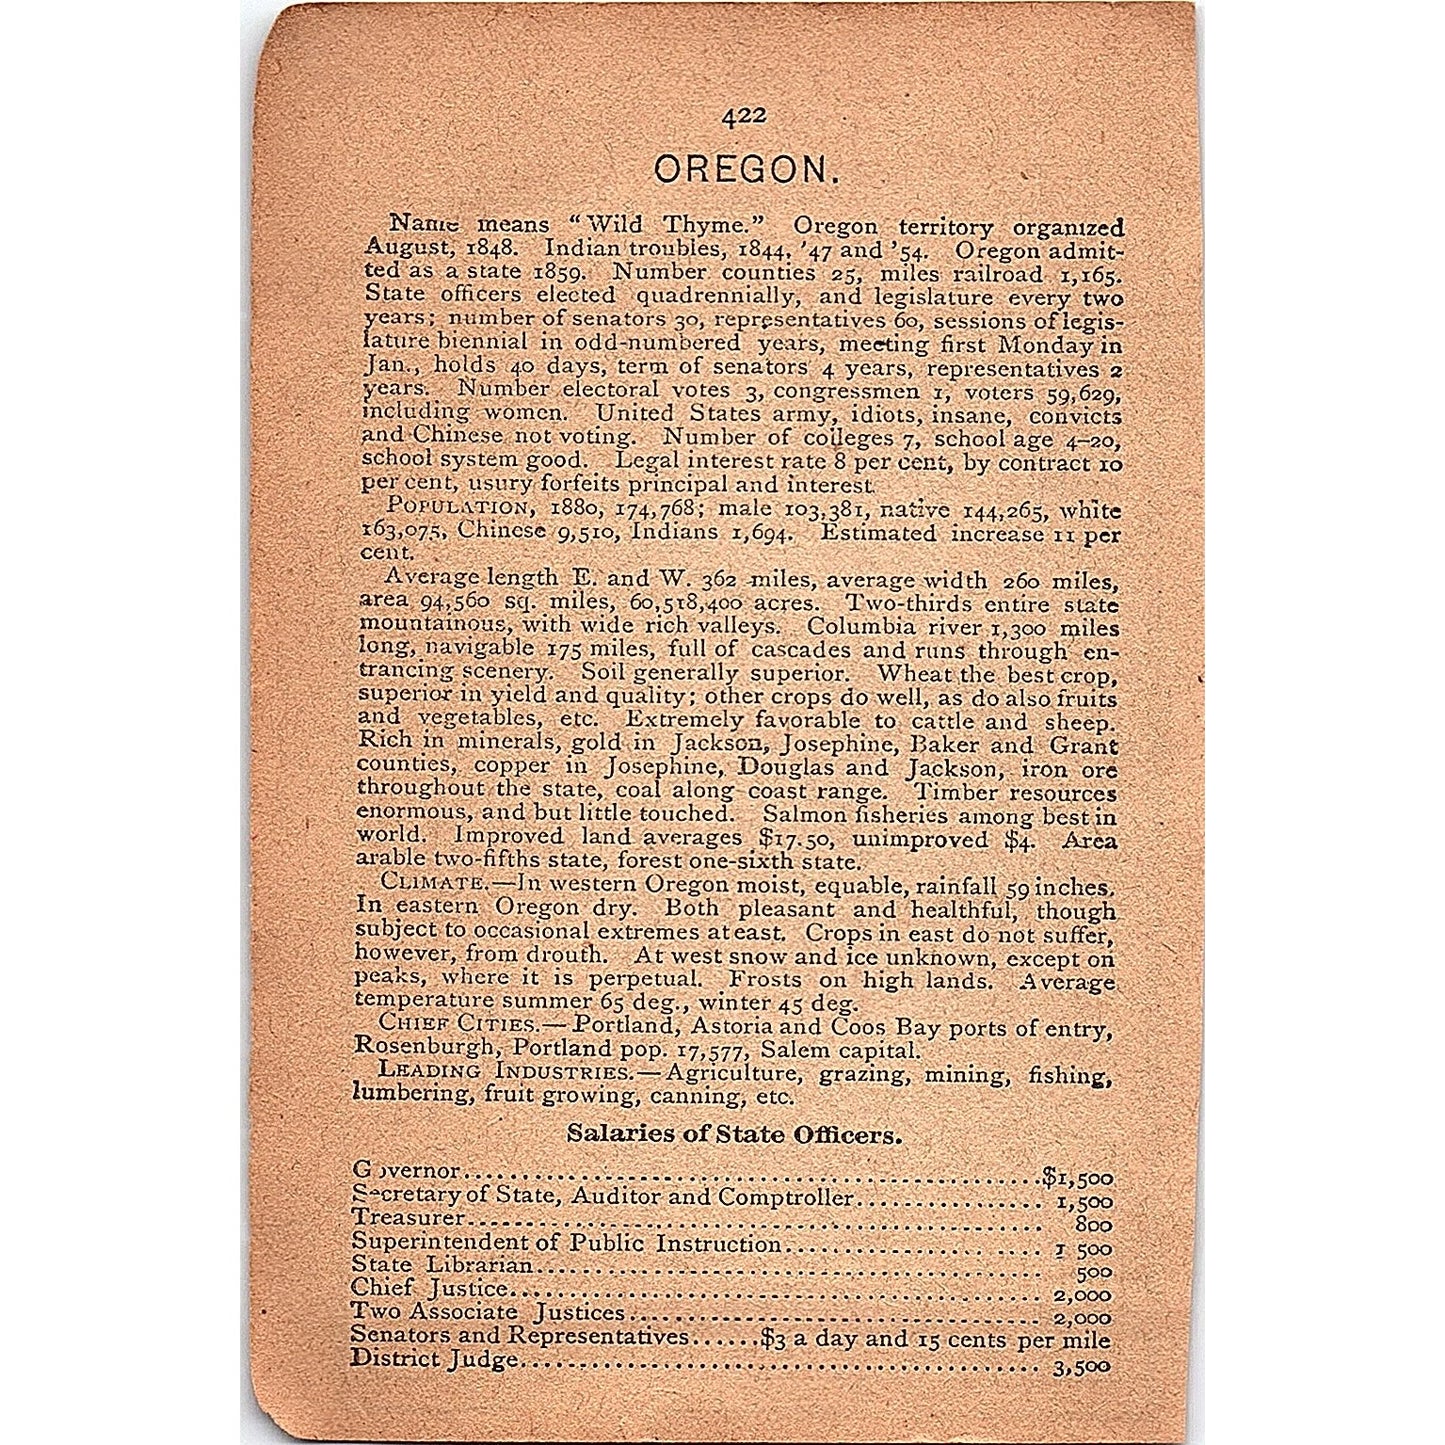 422
OREGON.
Name means "Wild Thyme." Oregon territory organized
August, 1848. Indian troubles, 1844, '47 and '54. Oregon admit-
ted as a state 1859. Number counties 25, miles railroad 1,165.
State officers elected quadrennially, and legislature every two
years; number of senators 30, representatives 60, sessions of legis-
lature biennial in odd-numbered years, meeting first Monday in
Jan., holds 40 days, term of senators 4 years, representatives 2
years. Number electoral votes 3, congressmen 1, voters 59,629,
including women. United States army, idiots, insane, convicts
and Chinese not voting. Number of colleges 7, school age 4–20,
school system good. Legal interest rate 8 per cent, by contract 10
per cent, usury forfeits principal and interest.
POPULATION, 1880, 174,768; male 103,381, native 144,265, white
163,075, Chinese 9,510, Indians 1,694. Estimated increase 11 per
cent.
Average length E. and W. 362 miles, average width 260 miles,
area 94,560 sq. miles, 60,518,400 acres. Two-thirds entire state
mountainous, with wide rich valleys. Columbia river 1,300 miles
long, navigable 175 miles, full of cascades and runs through en-
trancing scenery. Soil generally superior. Wheat the best crop,
superior in yield and quality; other crops do well, as do also fruits
and vegetables, etc. Extremely favorable to cattle and sheep.
Rich in minerals, gold in Jackson, Josephine, Baker and Grant
counties, copper in Josephine, Douglas and Jackson, iron ore
throughout the state, coal along coast range. Timber resources
enormous, and but little touched. Salmon fisheries among best in
world. Improved land averages $17.50, unimproved $4. Area
arable two-fifths state, forest one-sixth state.
CLIMATE.—In western Oregon moist, equable, rainfall 59 inches.
In eastern Oregon dry. Both pleasant and healthful, though
subject to occasional extremes at east. Crops in east do not suffer,
however, from drouth. At west snow and ice unknown, except on
peaks, where it is perpetual. Frosts on high lands. Average
temperature summer 65 deg., winter 45 deg.
CHIEF CITIES.—Portland, Astoria and Coos Bay ports of entry,
Rosenburgh, Portland pop. 17,577, Salem capital.
LEADING INDUSTRIES.—Agriculture, grazing, mining, fishing,
lumbering, fruit growing, canning, etc.
Salaries of State Officers.
Governor........................................$1,500
Secretary of State, Auditor and Comptroller................ 1,500
Treasurer........................................ 800
Superintendent of Public Instruction...................... 1 500
State Librarian........................................ 500
Chief Justice........................................ 2,000
Two Associate Justices................................ 2,000
Senators and Representatives......$3 a day and 15 cents per mile
District Judge........................................ 3,500